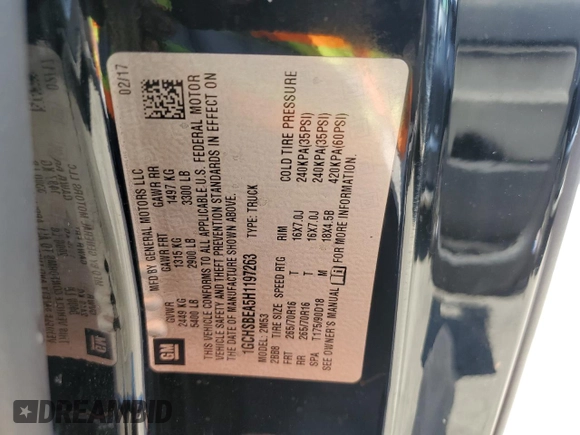 MFD BY GENERAL MOTORS LLC
02/17
GVWR GAWR FRT GAWR RR
2449 KG 1315 KG 1497 KG
5400 LB 2900 LB 3300 LB
THIS VEHICLE CONFORMS TO ALL APPLICABLE U.S. FEDERAL MOTOR
VEHICLE SAFETY AND THEFT PREVENTION STANDARDS IN EFFECT ON
THE DATE OF MANUFACTURE SHOWN ABOVE.
1GCHSBEA5H1197263 TYPE: TRUCK
MODEL: 2M53
2BBB TIRE SIZE SPEED RTG RIM COLD TIRE PRESSURE
FRT 265/70R16 T 16X7.0J 240KPA(35PSI)
RR 265/70R16 T 16X7.0J 240KPA(35PSI)
SPA T175/90D18 M 18X4.5B 420KPA(60PSI)
SEE OWNER'S MANUAL FOR MORE INFORMATION.
GM
DREAMBID